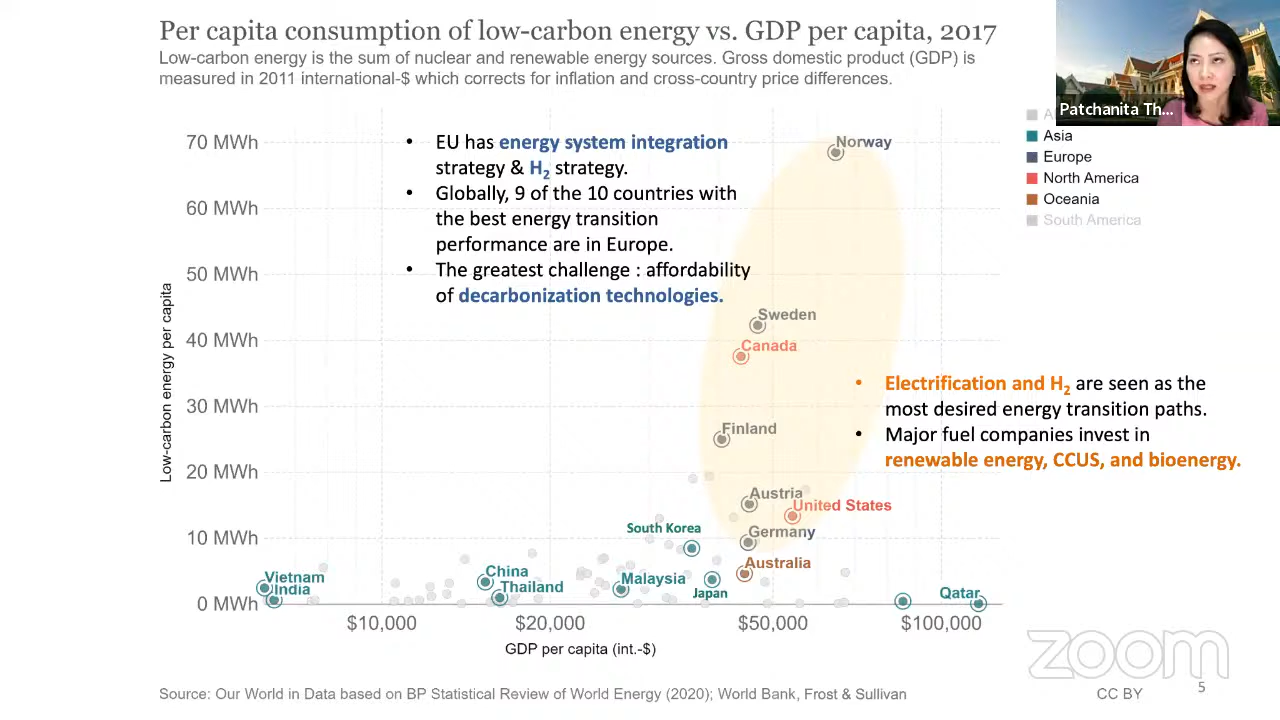 Per capita consumption of low-carbon energy vs. GDP per capita, 2017
Low-carbon energy is the sum of nuclear and renewable energy sources. Gross domestic product (GDP) is
measured in 2011 international-$ which corrects for inflation and cross-country price differences.
Patchanita Th...
Asia
Europe
North America
Oceania
South America
• EU has energy system integration
strategy & H2 strategy.
• Globally, 9 of the 10 countries with
the best energy transition
performance are in Europe.
• The greatest challenge : affordability
of decarbonization technologies.
• Electrification and H2 are seen as the
most desired energy transition paths.
• Major fuel companies invest in
renewable energy, CCUS, and bioenergy.
Low-carbon energy per capita
70 MWh
60 MWh
50 MWh
40 MWh
30 MWh
20 MWh
10 MWh
0 MWh
Norway
Sweden
Canada
Finland
Austria
United States
South Korea
Germany
Australia
Vietnam
India
China
Thailand
Malaysia
Japan
Qatar
$10,000
$20,000
$50,000
$100,000
GDP per capita (int.-$)
Source: Our World in Data based on BP Statistical Review of World Energy (2020); World Bank, Frost & Sullivan
CC BY
5
zoom